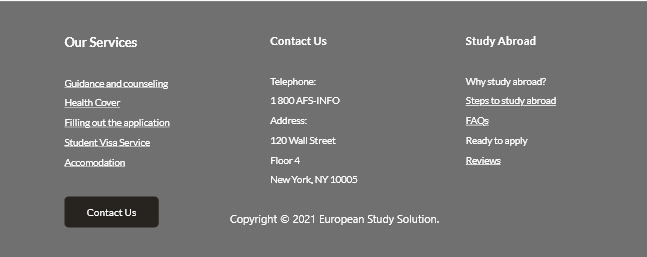 Our Services
Guidance and counseling
Health Cover
Filling out the application
Student Visa Service
Accomodation
Contact Us
Contact Us
Telephone:
1 800 AFS-INFO
Address:
120 Wall Street
Floor 4
New York, NY 10005
Study Abroad
Why study abroad?
Steps to study abroad
FAQs
Ready to apply
Reviews
Copyright © 2021 European Study Solution.